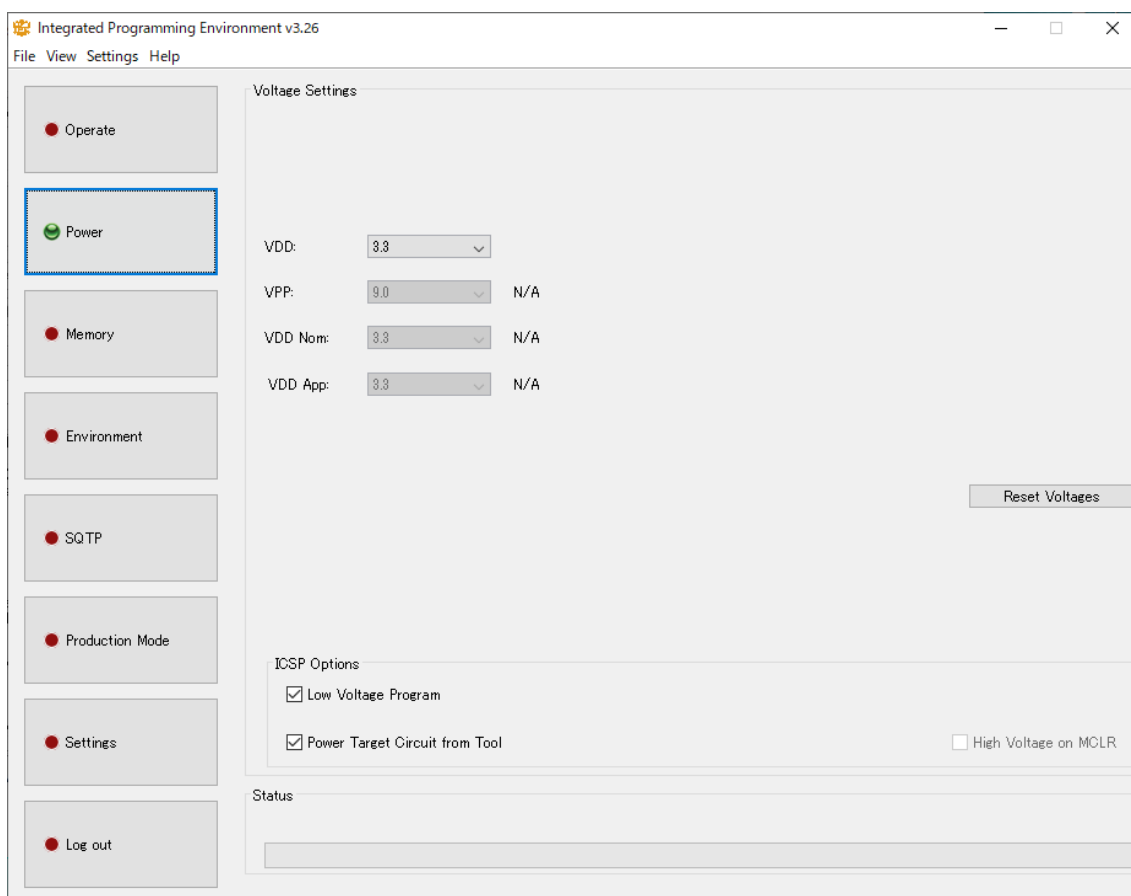 Integrated Programming Environment v3.26
File View Settings Help
Operate
Power
Memory
Environment
SQTP
Production Mode
Settings
Log out
Voltage Settings
VDD: 3.3
VPP: 9.0 N/A
VDD Nom: 3.3 N/A
VDD App: 3.3 N/A
Reset Voltages
ICSP Options
Low Voltage Program
Power Target Circuit from Tool High Voltage on MCLR
Status